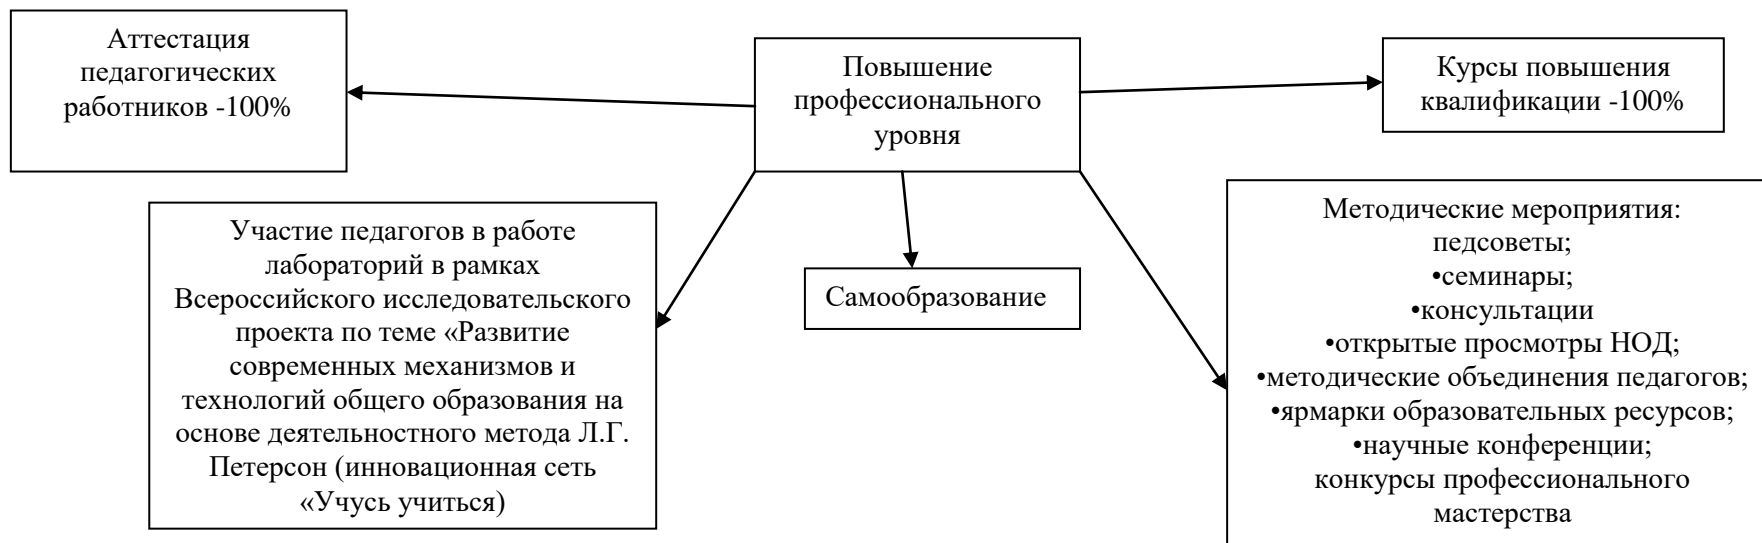 Аттестация
педагогических
работников -100%
Повышение
профессионального
уровня
Курсы повышения
квалификации -100%
Участие педагогов в работе
лабораторий в рамках
Всероссийского исследовательского
проекта по теме «Развитие
современных механизмов и
технологий общего образования на
основе деятельностного метода Л.Г.
Петерсон (инновационная сеть
«Учусь учиться)
Самообразование
Методические мероприятия:
педсоветы;
•семинары;
•консультации
•открытые просмотры НОД;
•методические объединения педагогов;
•ярмарки образовательных ресурсов;
•научные конференции;
конкурсы профессионального
мастерства